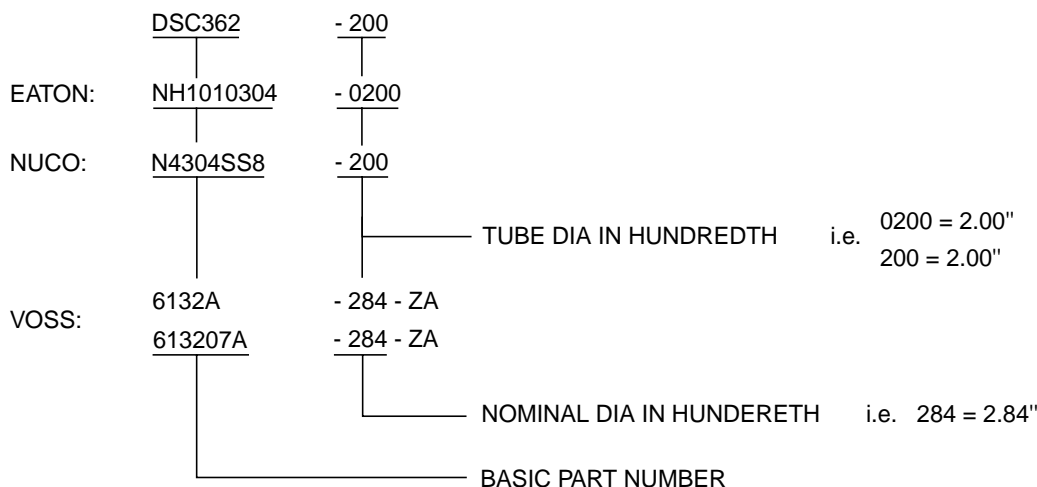 DSC362 - 200
EATON: NH1010304 - 0200
NUCO: N4304SS8 - 200
TUBE DIA IN HUNDREDTH i.e. 0200 = 2.00"
200 = 2.00"
VOSS: 6132A - 284 - ZA
613207A - 284 - ZA
NOMINAL DIA IN HUNDERETH i.e. 284 = 2.84"
BASIC PART NUMBER